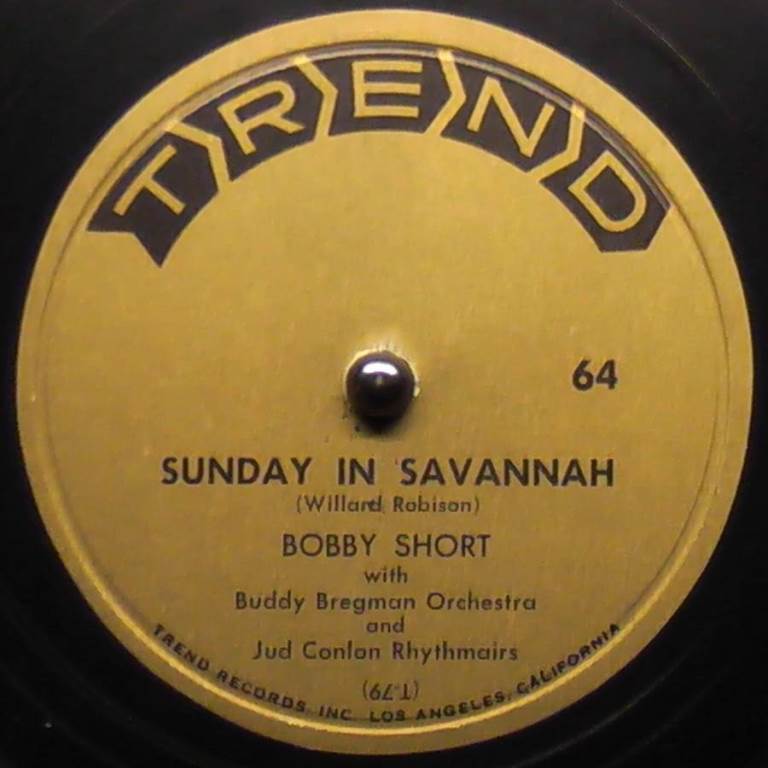 TREND
64
SUNDAY IN SAVANNAH
(Willard Robison)
BOBBY SHORT
with
Buddy Bregman Orchestra
and
Jud Conlon Rhythmairs
(T-79)
TREND RECORDS, INC. LOS ANGELES, CALIFORNIA